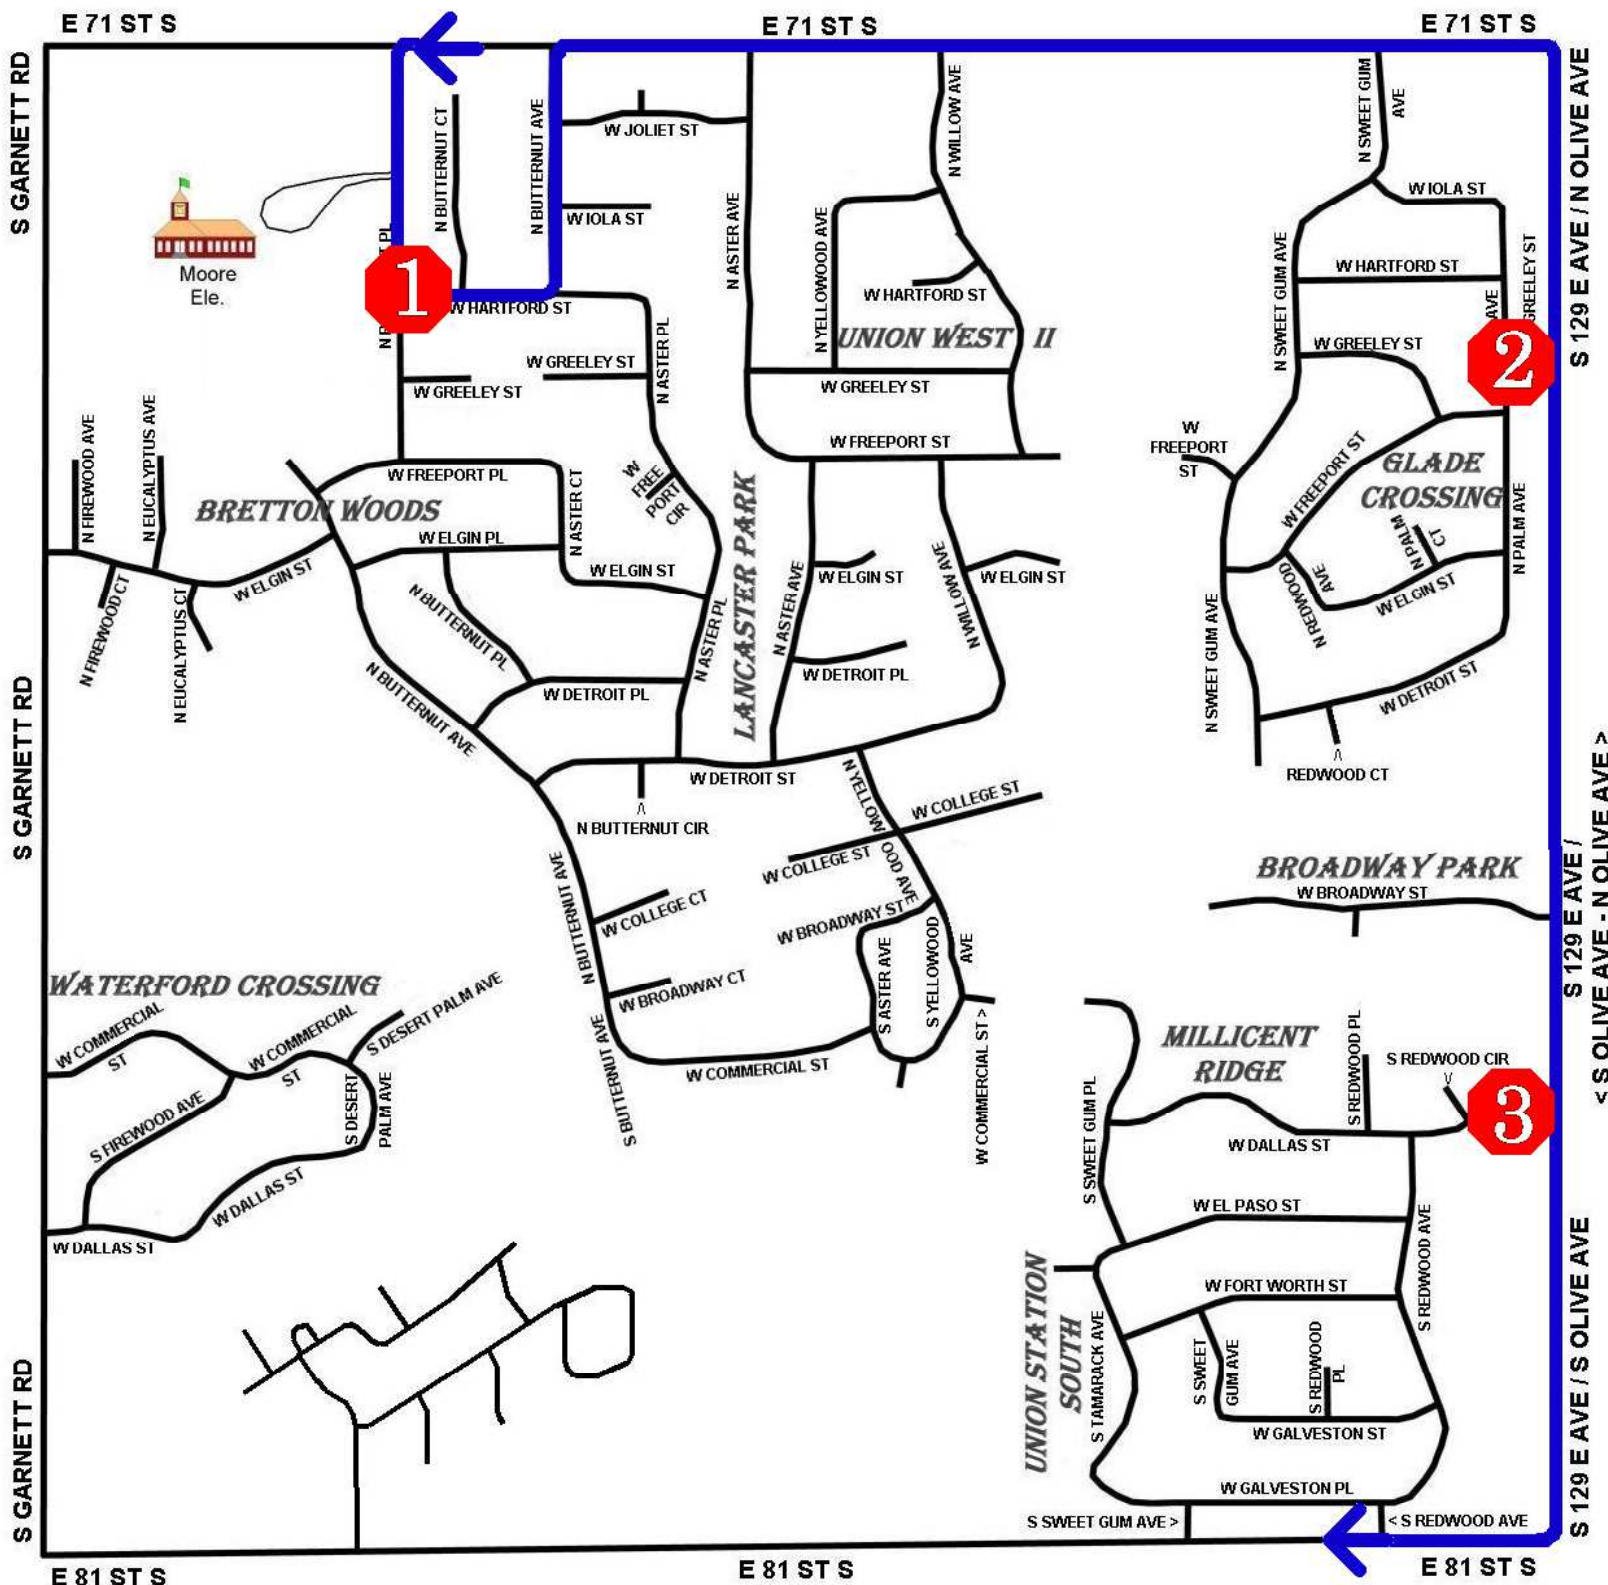 E 71 ST S
E 71 ST S
E 71 ST S
S GARNETT RD
N BUTTERNUT CT
N BUTTERNUT AVE
W JOLIET ST
N WILLOW AVE
N SWEET GUM
AVE
S 129 E AVE / N OLIVE AVE
W IOLA ST
W IOLA ST
N ASTER AVE
N YELLOWOOD AVE
Moore
Ele.
1
W HARTFORD ST
W HARTFORD ST
W HARTFORD ST
N SWEET GUM AVE
AVE
GREELEY ST
UNION WEST II
N ASTER PL
W GREELEY ST
W GREELEY ST
W GREELEY ST
W GREELEY ST
2
N FIREWOOD AVE
N EUCALYPTUS AVE
W FREEPORT PL
W FREEPORT ST
W
FREEPORT
ST
W FREEPORT ST
GLADE
CROSSING
W
FREE
PORT
CIR
N ASTER CT
BRETTON WOODS
LANCASTER PARK
N PALM AVE
N PALM
CT
W ELGIN PL
W ELGIN ST
W ELGIN ST
W ELGIN ST
W ELGIN ST
W ELGIN ST
N FIREWOOD CT
N EUCALYPTUS CT
N BUTTERNUT PL
N ASTER PL
N ASTER AVE
N WILLOW AVE
N REDWOOD
AVE
N SWEET GUM AVE
S GARNETT RD
N BUTTERNUT AVE
W DETROIT PL
W DETROIT PL
W DETROIT ST
W DETROIT ST
REDWOOD CT
N BUTTERNUT CIR
N YELLOW
OOD AVE
W COLLEGE ST
W COLLEGE ST
S 129 E AVE /
< S OLIVE AVE - N OLIVE AVE >
BROADWAY PARK
W BROADWAY ST
N BUTTERNUT AVE
W COLLEGE CT
W BROADWAY ST
S ASTER AVE
S YELLOWOOD
AVE
WATERFORD CROSSING
W COMMERCIAL
ST
W COMMERCIAL
ST
S DESERT PALM AVE
W BROADWAY CT
S BUTTERNUT AVE
W COMMERCIAL ST
W COMMERCIAL ST >
MILLICENT
RIDGE
S REDWOOD PL
S REDWOOD CIR
3
S SWEET GUM PL
S FIREWOOD AVE
S DESERT
PALM AVE
W DALLAS ST
W DALLAS ST
W DALLAS ST
W EL PASO ST
S REDWOOD AVE
S 129 E AVE / S OLIVE AVE
UNION STATION
SOUTH
W FORT WORTH ST
S TAMARACK AVE
S SWEET
GUM AVE
S REDWOOD
PL
S GARNETT RD
W GALVESTON ST
W GALVESTON PL
S SWEET GUM AVE >
< S REDWOOD AVE
E 81 ST S
E 81 ST S
E 81 ST S